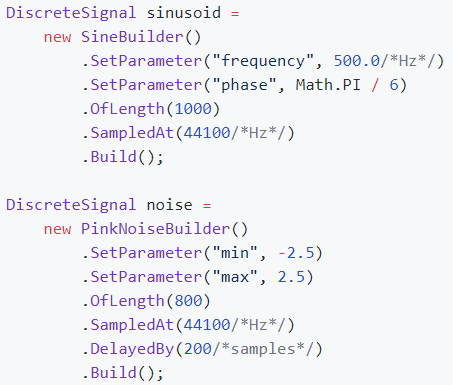 DiscreteSignal sinusoid =
    new SineBuilder()
        .SetParameter("frequency", 500.0/*Hz*/)
        .SetParameter("phase", Math.PI / 6)
        .OfLength(1000)
        .SampledAt(44100/*Hz*/)
        .Build();

DiscreteSignal noise =
    new PinkNoiseBuilder()
        .SetParameter("min", -2.5)
        .SetParameter("max", 2.5)
        .OfLength(800)
        .SampledAt(44100/*Hz*/)
        .DelayedBy(200/*samples*/)
        .Build();